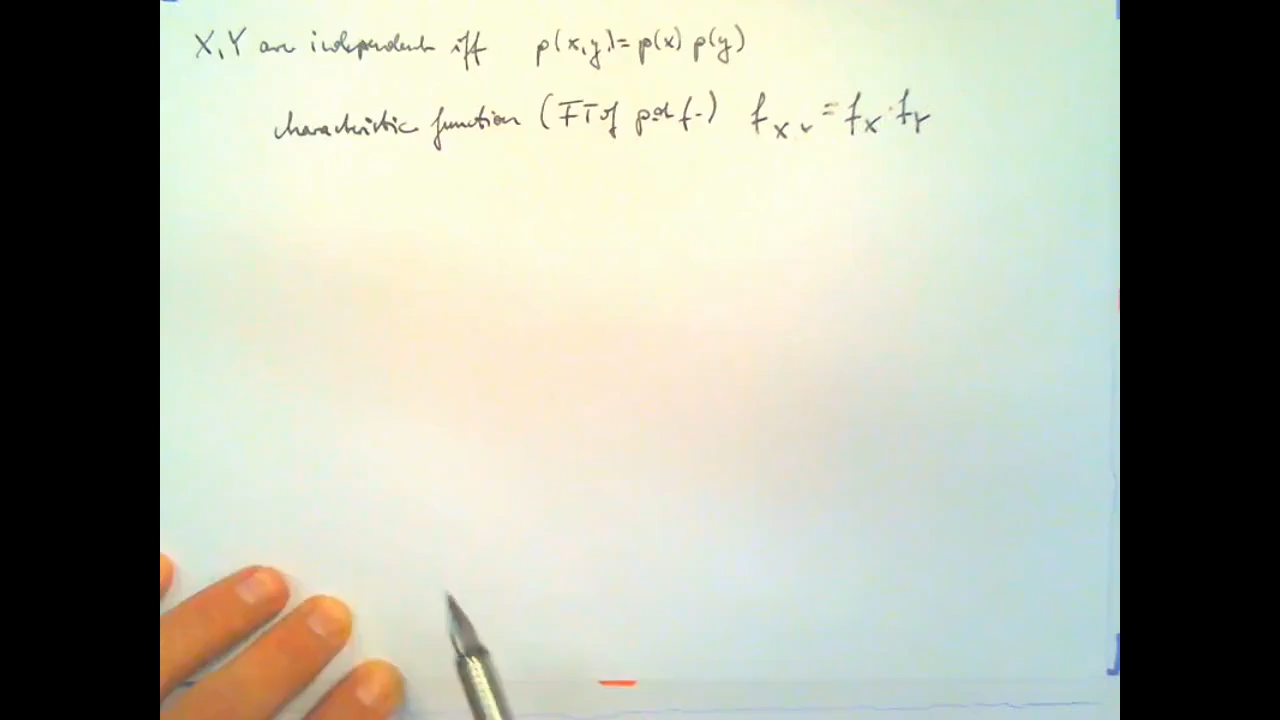 X, Y are independent iff p(x,y)=p(x) p(y)
characteristic function (FT of pdf.) f_{X Y} = f_X · f_Y